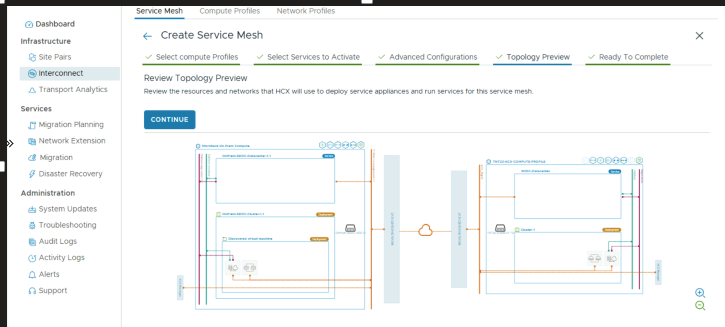 Service Mesh
Compute Profiles
Network Profiles
Dashboard
Infrastructure
Site Pairs
Interconnect
Transport Analytics
Services
Migration Planning
Network Extension
Migration
Disaster Recovery
Administration
System Updates
Troubleshooting
Audit Logs
Activity Logs
Alerts
Support
Create Service Mesh
Select compute Profiles
Select Services to Activate
Advanced Configurations
Topology Preview
Ready To Complete
Review Topology Preview
Review the resources and networks that HCX will use to deploy service appliances and run services for this service mesh.
CONTINUE
Discovered virtual machine